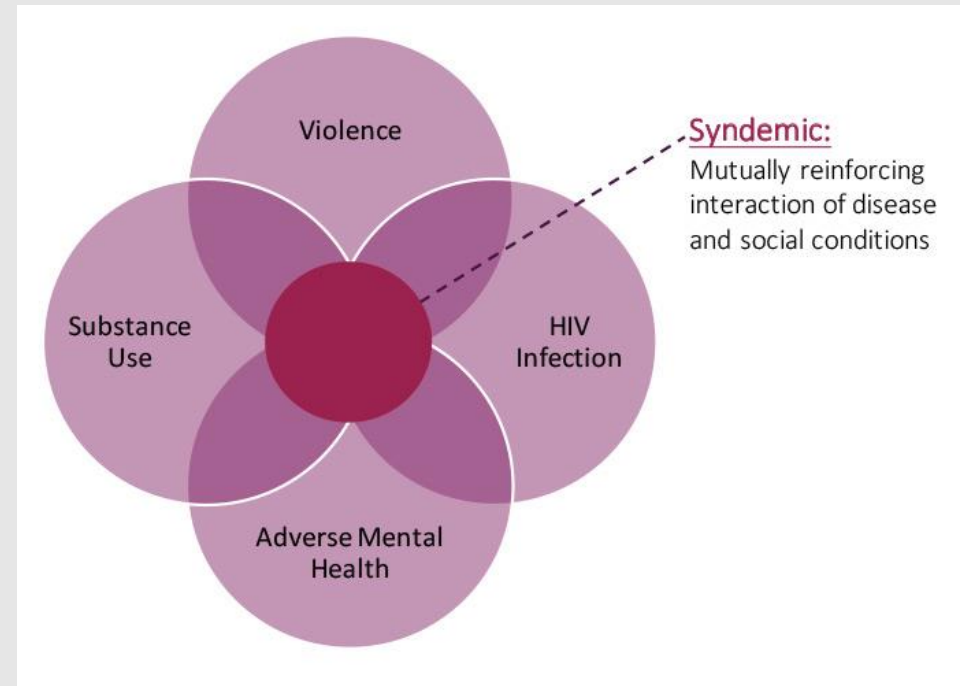 Violence
Syndemic:
Mutually reinforcing
interaction of disease
and social conditions
Substance
Use
HIV
Infection
Adverse Mental
Health